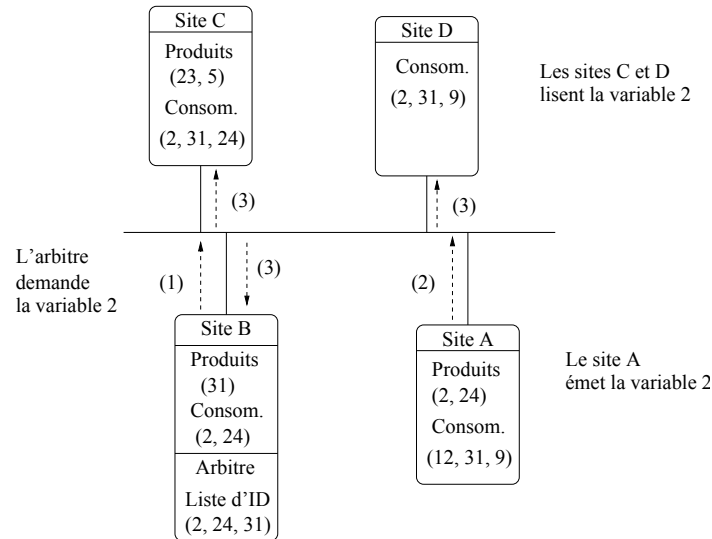 Site C
Produits
(23, 5)
Consom.
(2, 31, 24)
Site D
Consom.
(2, 31, 9)
Les sites C et D
lisent la variable 2
(3)
(3)
L'arbitre
demande
la variable 2
(1)
(3)
(2)
Site B
Produits
(31)
Consom.
(2, 24)
Arbitre
Liste d'ID
(2, 24, 31)
Site A
Produits
(2, 24)
Consom.
(12, 31, 9)
Le site A
émet la variable 2